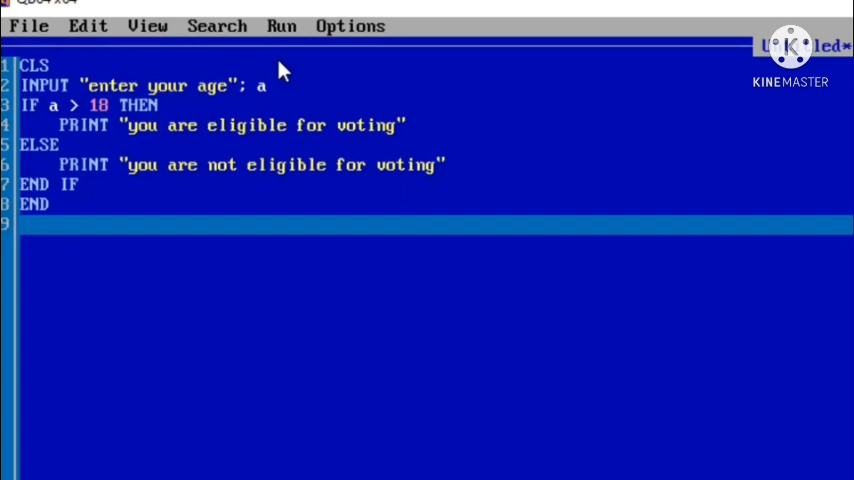 QB64 x64
File Edit View Search Run Options
Untitled*
K
KINEMASTER
1 CLS
2 INPUT "enter your age"; a
3 IF a > 18 THEN
4 PRINT "you are eligible for voting"
5 ELSE
6 PRINT "you are not eligible for voting"
7 END IF
8 END
9